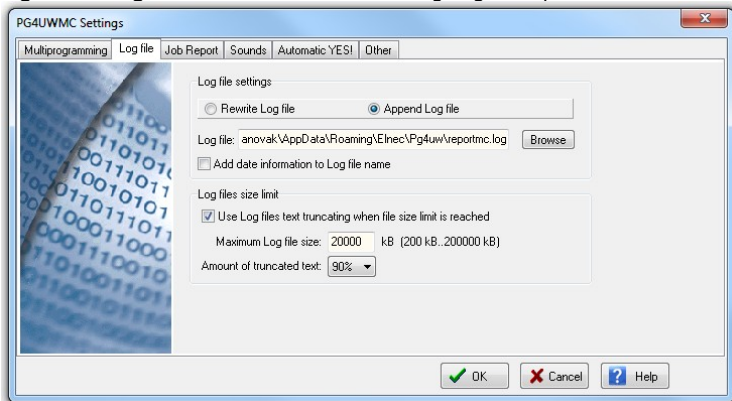 PG4UWMC Settings
Multiprogramming Log file Job Report Sounds Automatic YES! Other
Log file settings
Rewrite Log file Append Log file
Log file: anovak\AppData\Roaming\Elnec\Pg4uw\reportmc.log Browse
Add date information to Log file name
Log files size limit
Use Log files text truncating when file size limit is reached
Maximum Log file size: 20000 kB (200 kB..200000 kB)
Amount of truncated text: 90%
OK Cancel Help